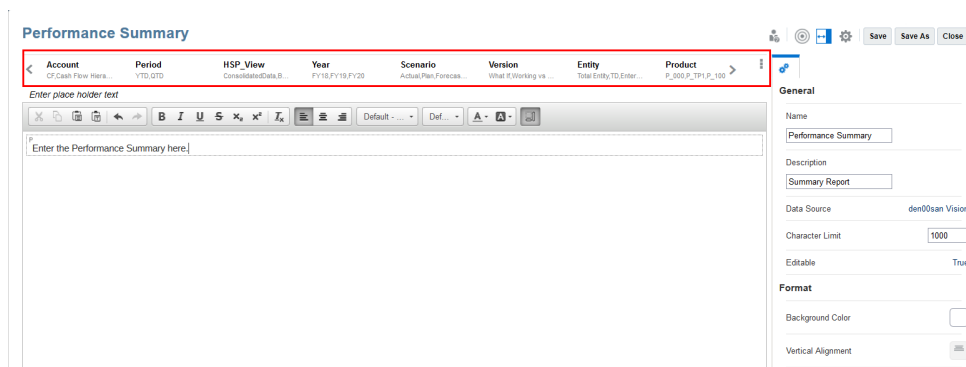 Performance Summary
Save Save As Close
Account Period HSP_View Year Scenario Version Entity Product
CF,Cash Flow Hiera... YTD,QTD ConsolidatedData,B... FY18,FY19,FY20 Actual,Plan,Forecas... What If,Working va ... Total Entity,TD,Enter... P_000,P_TP1,P_100
Enter place holder text
B I U S x₂ x² Ix Default - ... Def... A A
P
Enter the Performance Summary here.
General
Name
Performance Summary
Description
Summary Report
Data Source den00san Vision
Character Limit 1000
Editable True
Format
Background Color
Vertical Alignment